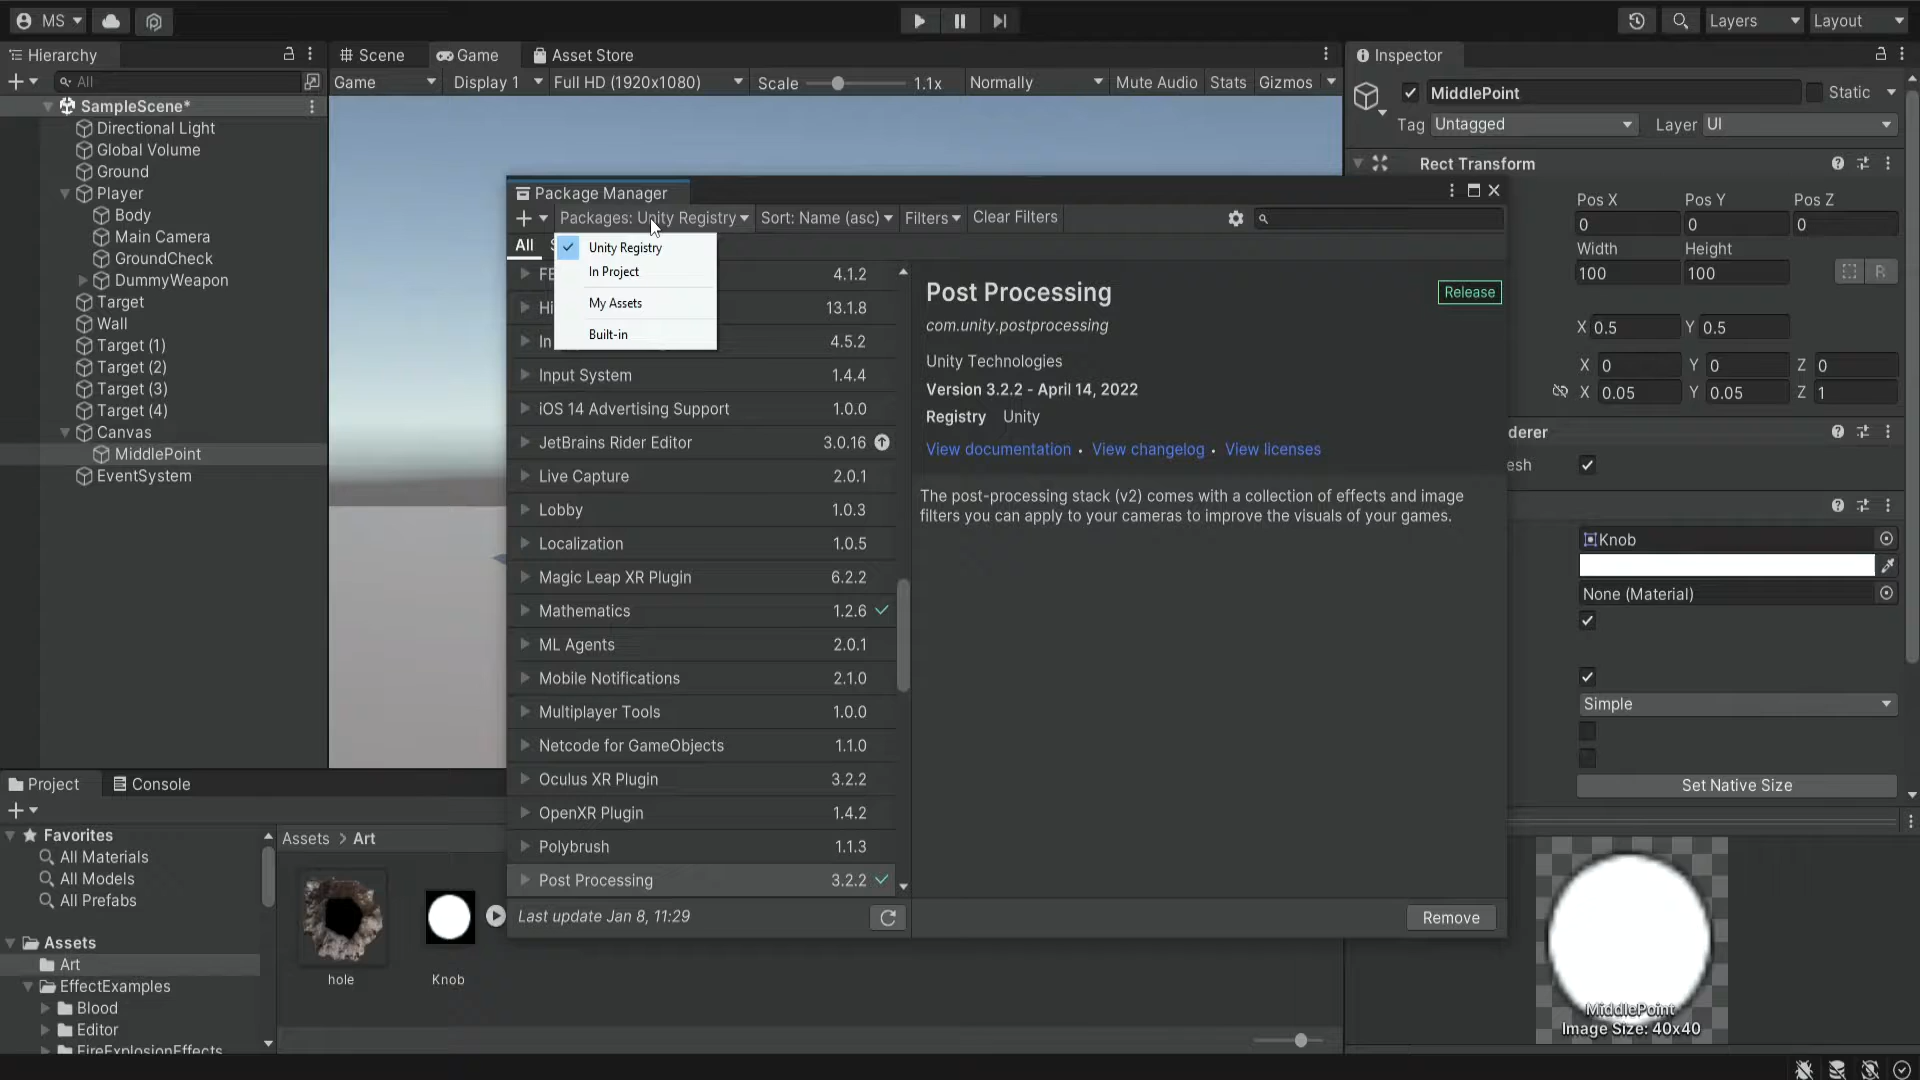 MS
Layers
Layout
Hierarchy
All
SampleScene*
Directional Light
Global Volume
Ground
Player
Body
Main Camera
GroundCheck
DummyWeapon
Target
Wall
Target (1)
Target (2)
Target (3)
Target (4)
Canvas
MiddlePoint
EventSystem
Scene
Game
Asset Store
Game
Display 1
Full HD (1920x1080)
Scale
1.1x
Normally
Mute Audio
Stats
Gizmos
Package Manager
Packages: Unity Registry
Sort: Name (asc)
Filters
Clear Filters
All
Unity Registry
In Project
My Assets
Built-in
4.1.2
13.1.8
4.5.2
Input System 1.4.4
iOS 14 Advertising Support 1.0.0
JetBrains Rider Editor 3.0.16
Live Capture 2.0.1
Lobby 1.0.3
Localization 1.0.5
Magic Leap XR Plugin 6.2.2
Mathematics 1.2.6
ML Agents 2.0.1
Mobile Notifications 2.1.0
Multiplayer Tools 1.0.0
Netcode for GameObjects 1.1.0
Oculus XR Plugin 3.2.2
OpenXR Plugin 1.4.2
Polybrush 1.1.3
Post Processing 3.2.2
Last update Jan 8, 11:29
Post Processing
Release
com.unity.postprocessing
Unity Technologies
Version 3.2.2 - April 14, 2022
Registry Unity
View documentation • View changelog • View licenses
The post-processing stack (v2) comes with a collection of effects and image
filters you can apply to your cameras to improve the visuals of your games.
Remove
Inspector
MiddlePoint
Static
Tag Untagged
Layer UI
Rect Transform
Pos X Pos Y Pos Z
0 0 0
Width Height
100 100
R
X 0.5 Y 0.5
X 0 Y 0 Z 0
X 0.05 Y 0.05 Z 1
derer
esh
Knob
None (Material)
Simple
Set Native Size
MiddlePoint
Image Size: 40x40
Project
Console
Favorites
All Materials
All Models
All Prefabs
Assets
Art
EffectExamples
Blood
Editor
FireExplosionEffects
Assets > Art
hole
Knob